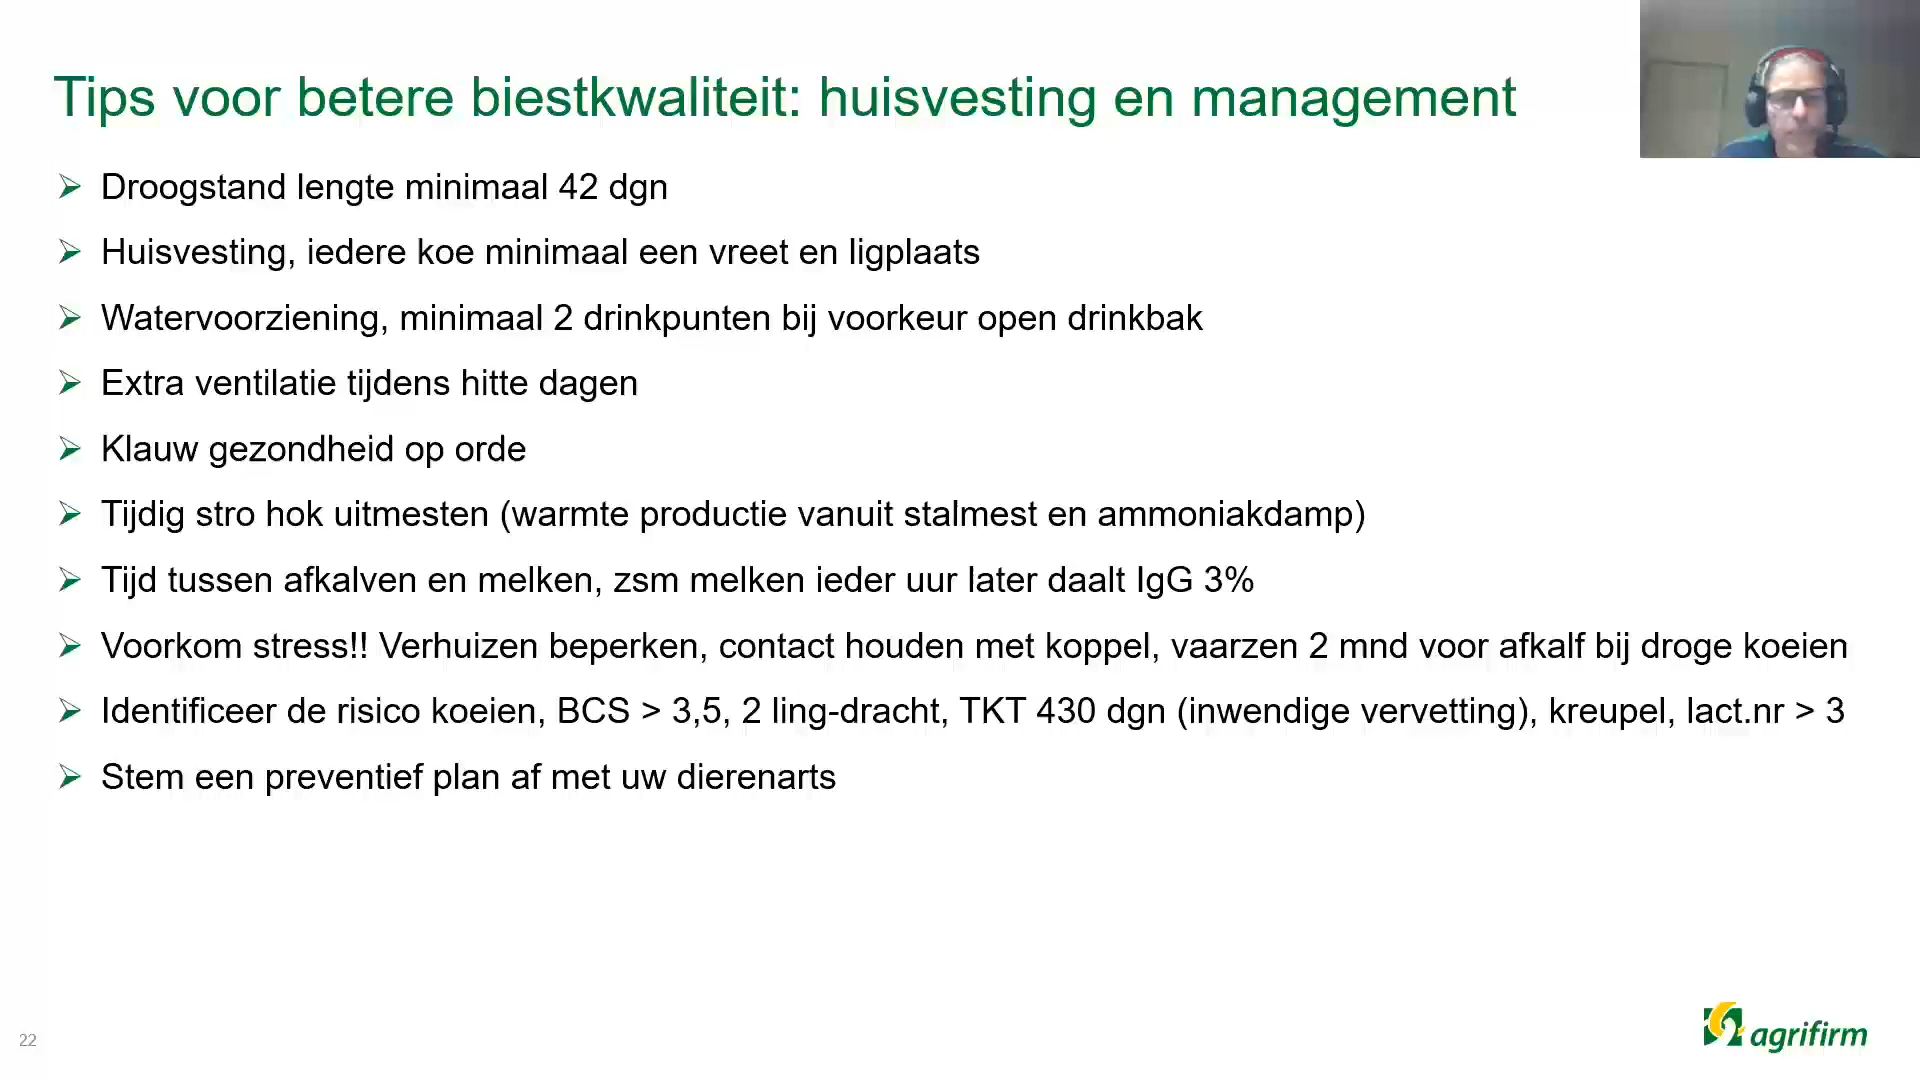 Tips voor betere biestkwaliteit: huisvesting en management
Droogstand lengte minimaal 42 dgn
Huisvesting, iedere koe minimaal een vreet en ligplaats
Watervoorziening, minimaal 2 drinkpunten bij voorkeur open drinkbak
Extra ventilatie tijdens hitte dagen
Klauw gezondheid op orde
Tijdig stro hok uitmesten (warmte productie vanuit stalmest en ammoniakdamp)
Tijd tussen afkalven en melken, zsm melken ieder uur later daalt IgG 3%
Voorkom stress!! Verhuizen beperken, contact houden met koppel, vaarzen 2 mnd voor afkalf bij droge koeien
Identificeer de risico koeien, BCS > 3,5, 2 ling-dracht, TKT 430 dgn (inwendige vervetting), kreupel, lact.nr > 3
Stem een preventief plan af met uw dierenarts
22
agrifirm